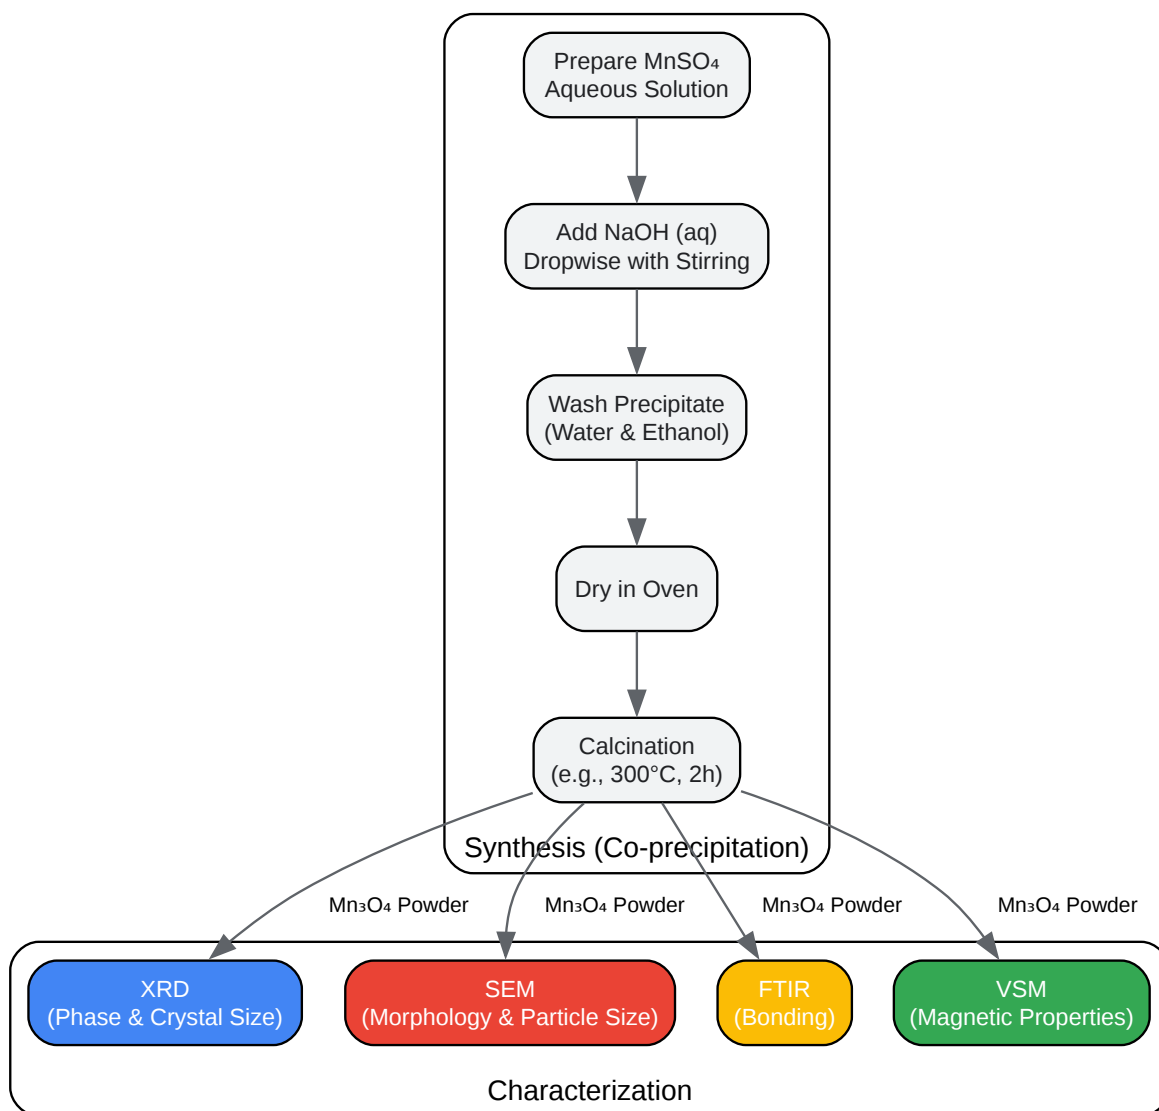 Prepare MnSO₄
Aqueous Solution
Add NaOH (aq)
Dropwise with Stirring
Wash Precipitate
(Water & Ethanol)
Dry in Oven
Calcination
(e.g., 300°C, 2h)
Synthesis (Co-precipitation)
Mn₃O₄ Powder
Mn₃O₄ Powder
Mn₃O₄ Powder
Mn₃O₄ Powder
XRD
(Phase & Crystal Size)
SEM
(Morphology & Particle Size)
FTIR
(Bonding)
VSM
(Magnetic Properties)
Characterization